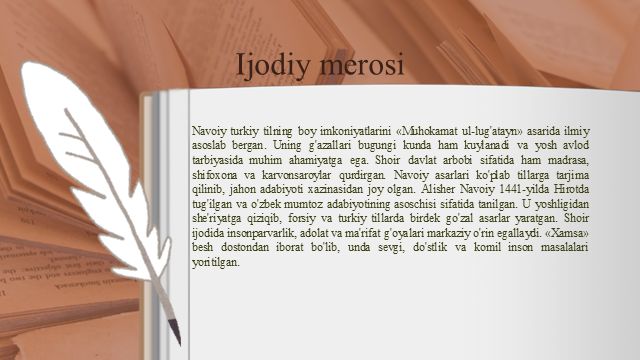 Ijodiy merosi
Navoiy turkiy tilning boy imkoniyatlarini «Muhokamat ul-lug'atayn» asarida ilmiy
asoslab bergan. Uning g'azallari bugungi kunda ham kuylanadi va yosh avlod
tarbiyasida muhim ahamiyatga ega. Shoir davlat arbobi sifatida ham madrasa,
shifoxona va karvonsaroylar qurdirgan. Navoiy asarlari ko'plab tillarga tarjima
qilinib, jahon adabiyoti xazinasidan joy olgan. Alisher Navoiy 1441-yilda Hirotda
tug'ilgan va o'zbek mumtoz adabiyotining asoschisi sifatida tanilgan. U yoshligidan
she'riyatga qiziqib, forsiy va turkiy tillarda birdek go'zal asarlar yaratgan. Shoir
ijodida insonparvarlik, adolat va ma'rifat g'oyalari markaziy o'rin egallaydi. «Xamsa»
besh dostondan iborat bo'lib, unda sevgi, do'stlik va komil inson masalalari
yoritilgan.